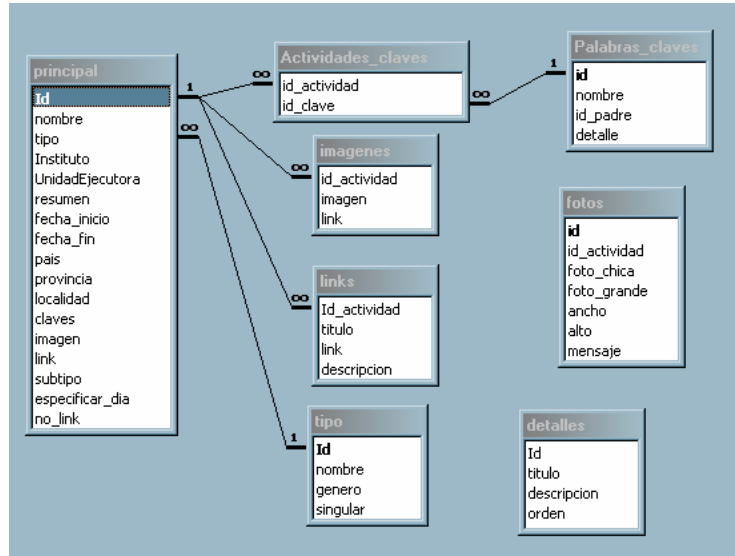 principal
Id
nombre
tipo
Instituto
UnidadEjecutora
resumen
fecha_inicio
fecha_fin
pais
provincia
localidad
claves
imagen
link
subtipo
especificar_dia
no_link
1
∞
Actividades_claves
id_actividad
id_clave
∞
∞
1
Palabras_claves
id
nombre
id_padre
detalle
imagenes
id_actividad
imagen
link
∞
fotos
id
id_actividad
foto_chica
foto_grande
ancho
alto
mensaje
links
Id_actividad
titulo
link
descripcion
∞
tipo
Id
nombre
genero
singular
1
detalles
Id
titulo
descripcion
orden